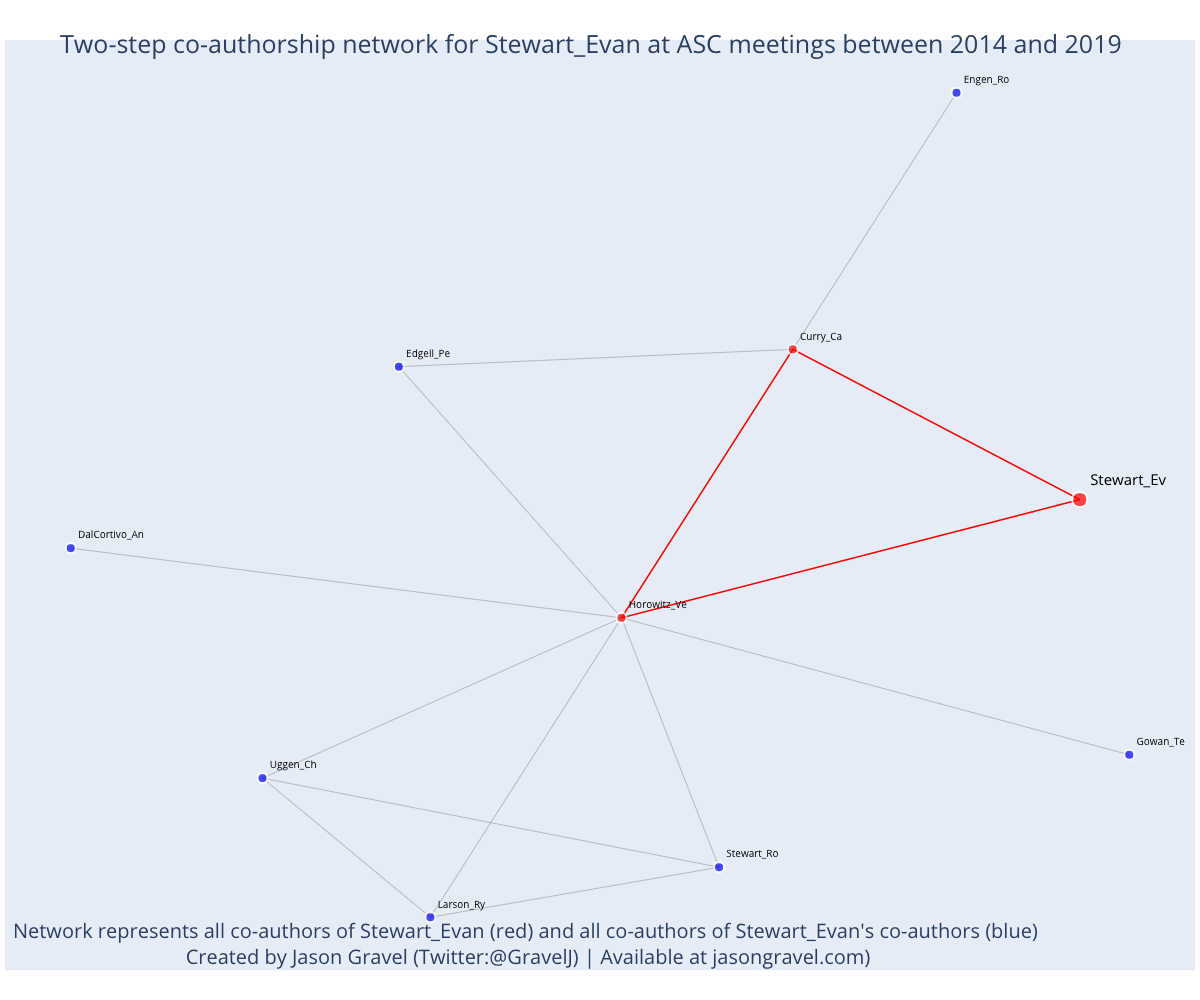 Two-step co-authorship network for Stewart_Evan at ASC meetings between 2014 and 2019
Engen_Ro
Curry_Ca
Edgell_Pe
Stewart_Ev
DalCortivo_An
Horowitz_Ve
Gowan_Te
Uggen_Ch
Stewart_Ro
Larson_Ry
Network represents all co-authors of Stewart_Evan (red) and all co-authors of Stewart_Evan's co-authors (blue)
Created by Jason Gravel (Twitter:@GravelJ) | Available at jasongravel.com)